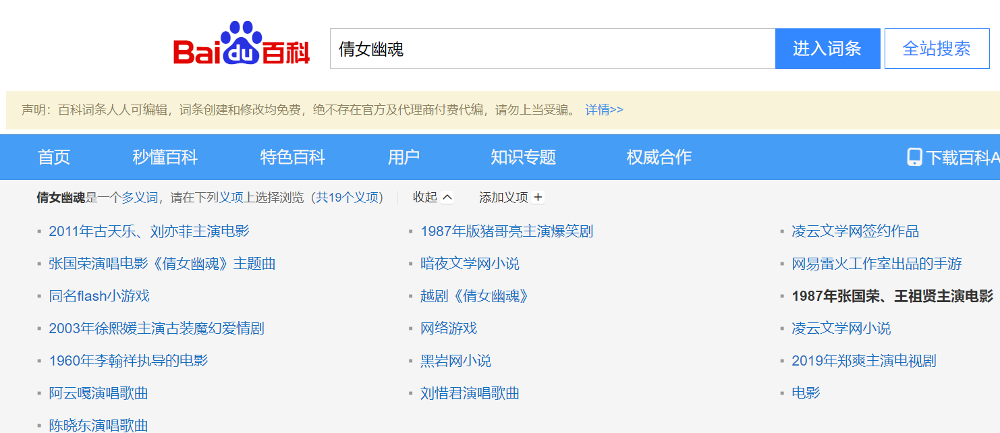 Baidu百科
倩女幽魂
进入词条
全站搜索
声明：百科词条人人可编辑，词条创建和修改均免费，绝不存在官方及代理商付费代编，请勿上当受骗。 详情>>
首页 秒懂百科 特色百科 用户 知识专题 权威合作 下载百科A
倩女幽魂是一个多义词，请在下列义项上选择浏览（共19个义项） 收起 添加义项 +
▪ 2011年古天乐、刘亦菲主演电影
▪ 1987年版猪哥亮主演爆笑剧
▪ 凌云文学网签约作品
▪ 张国荣演唱电影《倩女幽魂》主题曲
▪ 暗夜文学网小说
▪ 网易雷火工作室出品的手游
▪ 同名flash小游戏
▪ 越剧《倩女幽魂》
▪ 1987年张国荣、王祖贤主演电影
▪ 2003年徐熙媛主演古装魔幻爱情剧
▪ 网络游戏
▪ 凌云文学网小说
▪ 1960年李翰祥执导的电影
▪ 黑岩网小说
▪ 2019年郑爽主演电视剧
▪ 阿云嘎演唱歌曲
▪ 刘惜君演唱歌曲
▪ 电影
▪ 陈晓东演唱歌曲